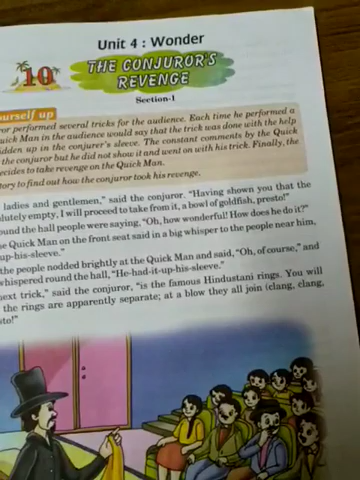 Unit 4 : Wonder
10
THE CONJUROR'S
REVENGE
Section-I
ourself up
or performed several tricks for the audience. Each time he performed a
uick Man in the audience would say that the trick was done with the help
idden up in the conjurer's sleeve. The constant comments by the Quick
the conjuror but he did not show it and went on with his trick. Finally, the
ecides to take revenge on the Quick Man.
tory to find out how the conjuror took his revenge.
ladies and gentlemen," said the conjuror. "Having shown you that the
olutely empty, I will proceed to take from it, a bowl of goldfish, presto!"
ound the hall people were saying, "Oh, how wonderful! How does he do it?"
e Quick Man on the front seat said in a big whisper to the people near him,
-up-his-sleeve."
the people nodded brightly at the Quick Man and said, "Oh, of course," and
whispered round the hall, "He-had-it-up-his-sleeve."
next trick," said the conjuror, "is the famous Hindustani rings. You will
the rings are apparently separate; at a blow they all join (clang, clang,
sto!"